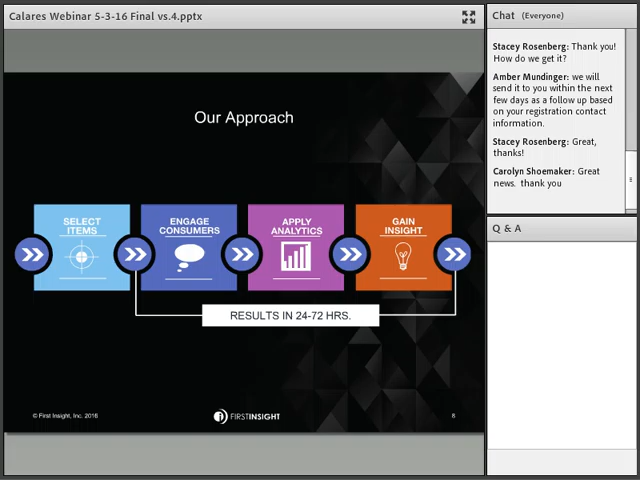 Calares Webinar 5-3-16 Final vs.4.pptx
Our Approach
SELECT
ITEMS
ENGAGE
CONSUMERS
APPLY
ANALYTICS
GAIN
INSIGHT
RESULTS IN 24-72 HRS.
© First Insight, Inc. 2016
FIRSTINSIGHT
8
Chat (Everyone)
Stacey Rosenberg: Thank you!
How do we get it?
Amber Mundinger: we will
send it to you within the next
few days as a follow up based
on your registration contact
information.
Stacey Rosenberg: Great,
thanks!
Carolyn Shoemaker: Great
news. thank you
Q & A